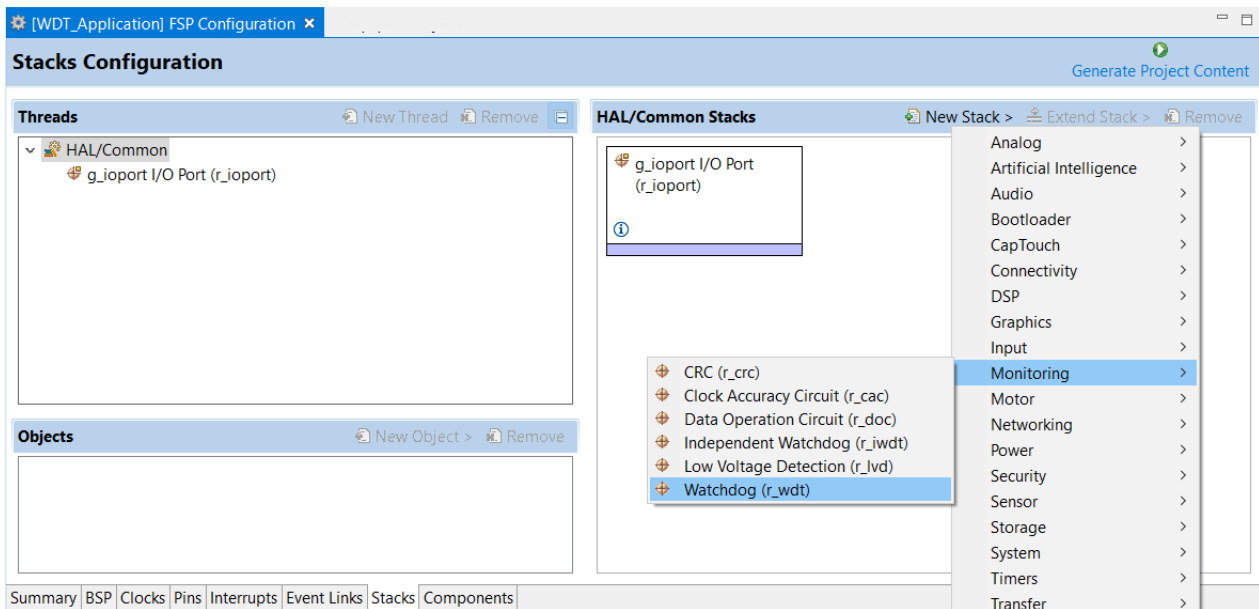 [WDT_Application] FSP Configuration
Stacks Configuration
Generate Project Content
Threads
New Thread
Remove
HAL/Common
g_ioport I/O Port (r_ioport)
Objects
New Object >
Remove
HAL/Common Stacks
New Stack >
Extend Stack >
Remove
g_ioport I/O Port
(r_ioport)
Analog
Artificial Intelligence
Audio
Bootloader
CapTouch
Connectivity
DSP
Graphics
Input
Monitoring
Motor
Networking
Power
Security
Sensor
Storage
System
Timers
Transfer
CRC (r_crc)
Clock Accuracy Circuit (r_cac)
Data Operation Circuit (r_doc)
Independent Watchdog (r_iwdt)
Low Voltage Detection (r_lvd)
Watchdog (r_wdt)
Summary BSP Clocks Pins Interrupts Event Links Stacks Components